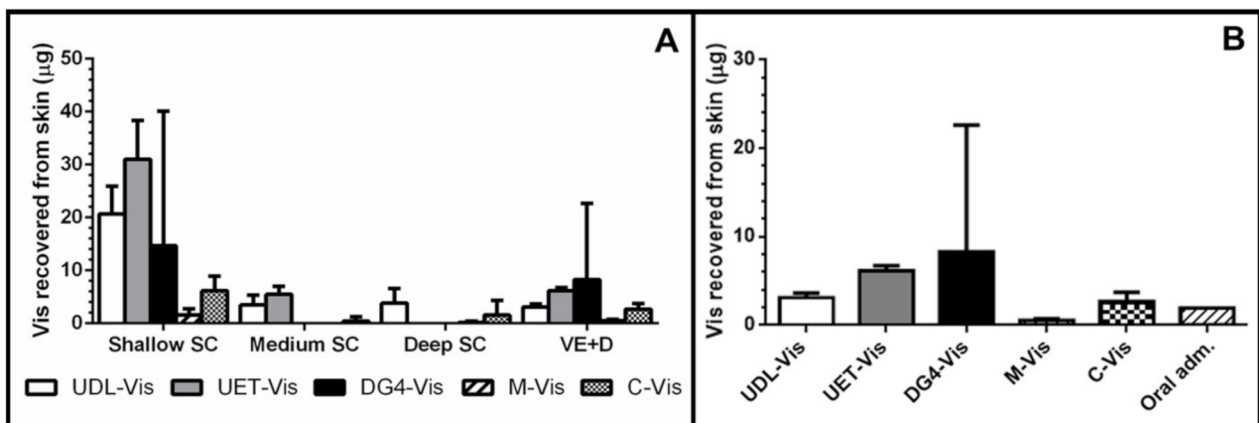 A
Vis recovered from skin (µg)
50
40
30
20
10
0
Shallow SC Medium SC Deep SC VE+D
UDL-Vis UET-Vis DG4-Vis M-Vis C-Vis
B
Vis recovered from skin (µg)
30
20
10
0
UDL-Vis
UET-Vis
DG4-Vis
M-Vis
C-Vis
Oral adm.